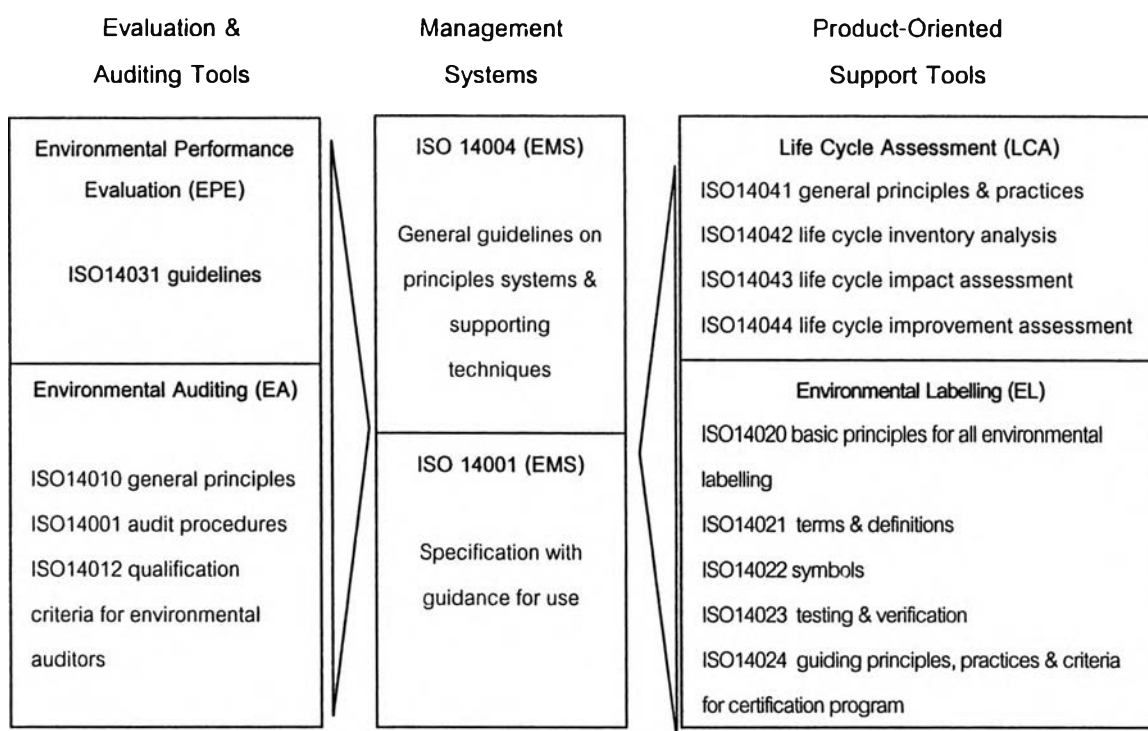 Evaluation &
Auditing Tools
Management
Systems
Product-Oriented
Support Tools
Environmental Performance
Evaluation (EPE)
ISO14031 guidelines
Environmental Auditing (EA)
ISO14010 general principles
ISO14001 audit procedures
ISO14012 qualification
criteria for environmental
auditors
ISO 14004 (EMS)
General guidelines on
principles systems &
supporting
techniques
ISO 14001 (EMS)
Specification with
guidance for use
Life Cycle Assessment (LCA)
ISO14041 general principles & practices
ISO14042 life cycle inventory analysis
ISO14043 life cycle impact assessment
ISO14044 life cycle improvement assessment
Environmental Labelling (EL)
ISO14020 basic principles for all environmental
labelling
ISO14021 terms & definitions
ISO14022 symbols
ISO14023 testing & verification
ISO14024 guiding principles, practices & criteria
for certification program